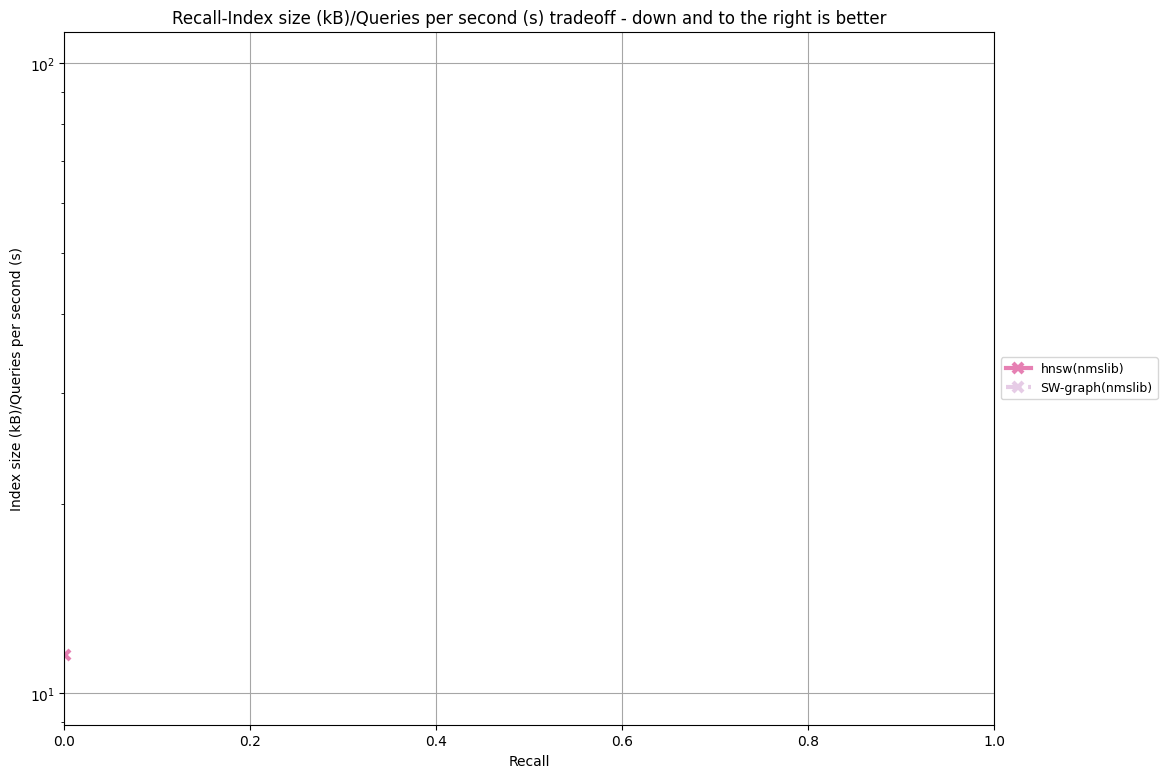 Recall-Index size (kB)/Queries per second (s) tradeoff - down and to the right is better
10²
10¹
Index size (kB)/Queries per second (s)
0.0 0.2 0.4 0.6 0.8 1.0
Recall
hnsw(nmslib)
SW-graph(nmslib)